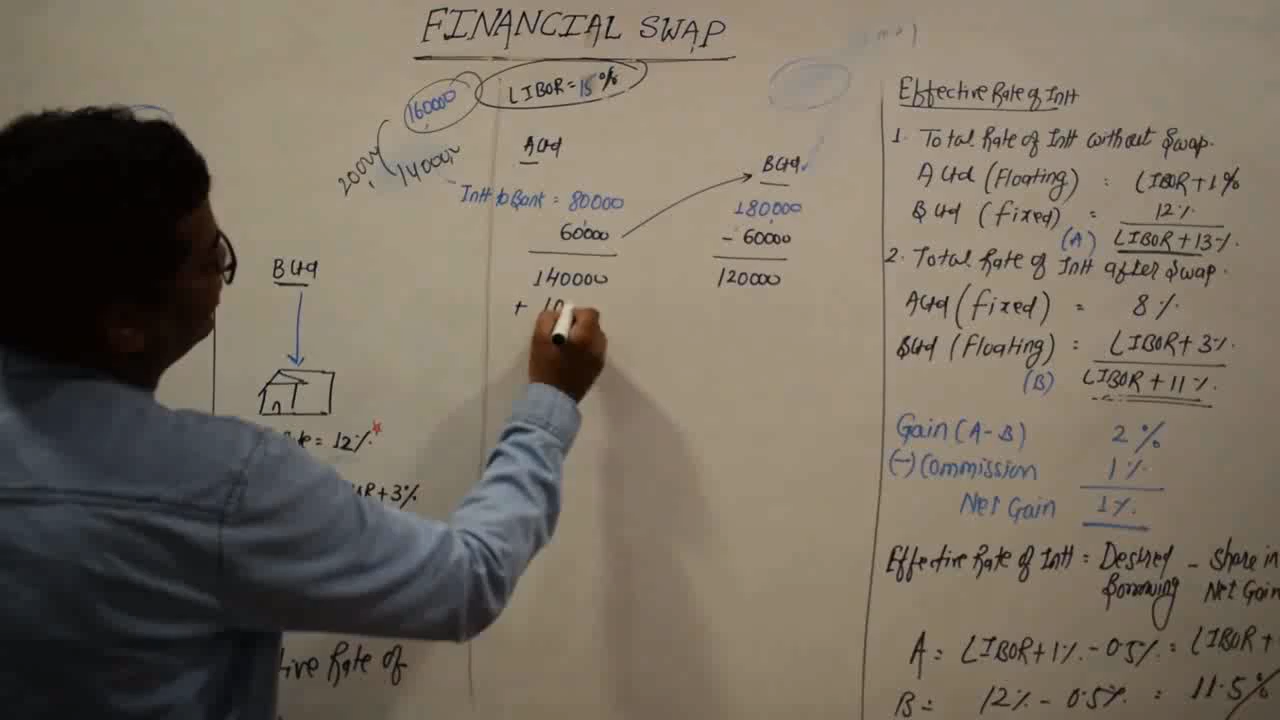 FINANCIAL SWAP
160000
LIBOR = 15%
2000
14000
A Ltd
Intt to Bank = 80000
60000
140000
+ 10
B Ltd
180000
- 60000
120000
B Ltd
= 12% *
+3%
tive Rate of
Effective Rate of Intt
1. Total Rate of Intt without Swap.
A Ltd (Floating) : LIBOR + 1%
B Ltd (fixed) = 12%
(A) LIBOR + 13%.
2. Total Rate of Intt after Swap.
A Ltd (fixed) = 8%
B Ltd (Floating) : LIBOR + 3%.
(B) LIBOR + 11%.
Gain (A-B) 2%
(-) Commission 1%
Net Gain 1%.
Effective Rate of Intt = Desired - Share in
Borrowing Net Gain
A = LIBOR + 1% - 0.5% = LIBOR +
B = 12% - 0.5% = 11.5%